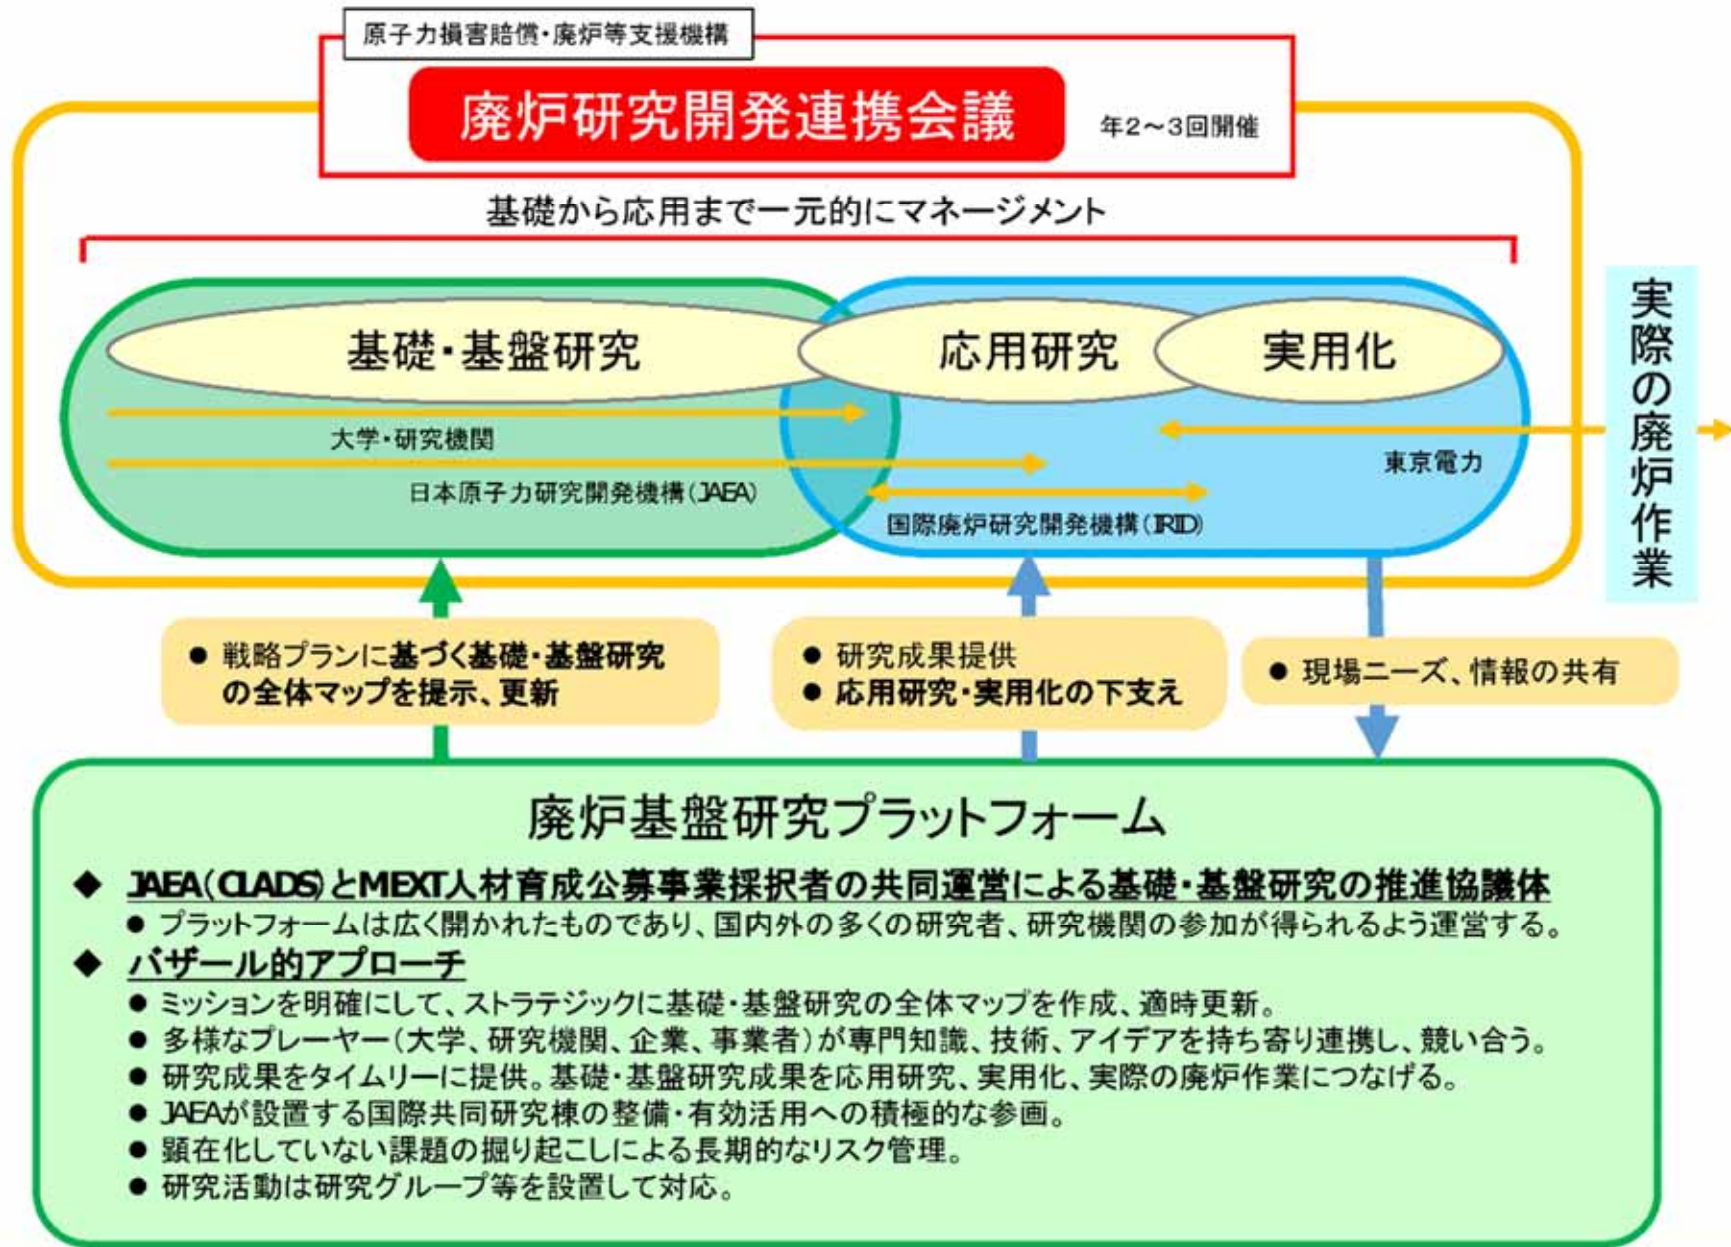 原子力損害賠償・廃炉等支援機構
廃炉研究開発連携会議
年2～3回開催
基礎から応用まで一元的にマネージメント
基礎・基盤研究
応用研究
実用化
大学・研究機関
日本原子力研究開発機構(JAEA)
国際廃炉研究開発機構(IRID)
東京電力
実際の廃炉作業
● 戦略プランに基づく基礎・基盤研究
の全体マップを提示、更新
● 研究成果提供
● 応用研究・実用化の下支え
● 現場ニーズ、情報の共有
廃炉基盤研究プラットフォーム
◆ JAEA(CLADS)とMEXT人材育成公募事業採択者の共同運営による基礎・基盤研究の推進協議体
● プラットフォームは広く開かれたものであり、国内外の多くの研究者、研究機関の参加が得られるよう運営する。
◆ バザール的アプローチ
● ミッションを明確にして、ストラテジックに基礎・基盤研究の全体マップを作成、適時更新。
● 多様なプレーヤー(大学、研究機関、企業、事業者)が専門知識、技術、アイデアを持ち寄り連携し、競い合う。
● 研究成果をタイムリーに提供。基礎・基盤研究成果を応用研究、実用化、実際の廃炉作業につなげる。
● JAEAが設置する国際共同研究棟の整備・有効活用への積極的な参画。
● 顕在化していない課題の掘り起こしによる長期的なリスク管理。
● 研究活動は研究グループ等を設置して対応。